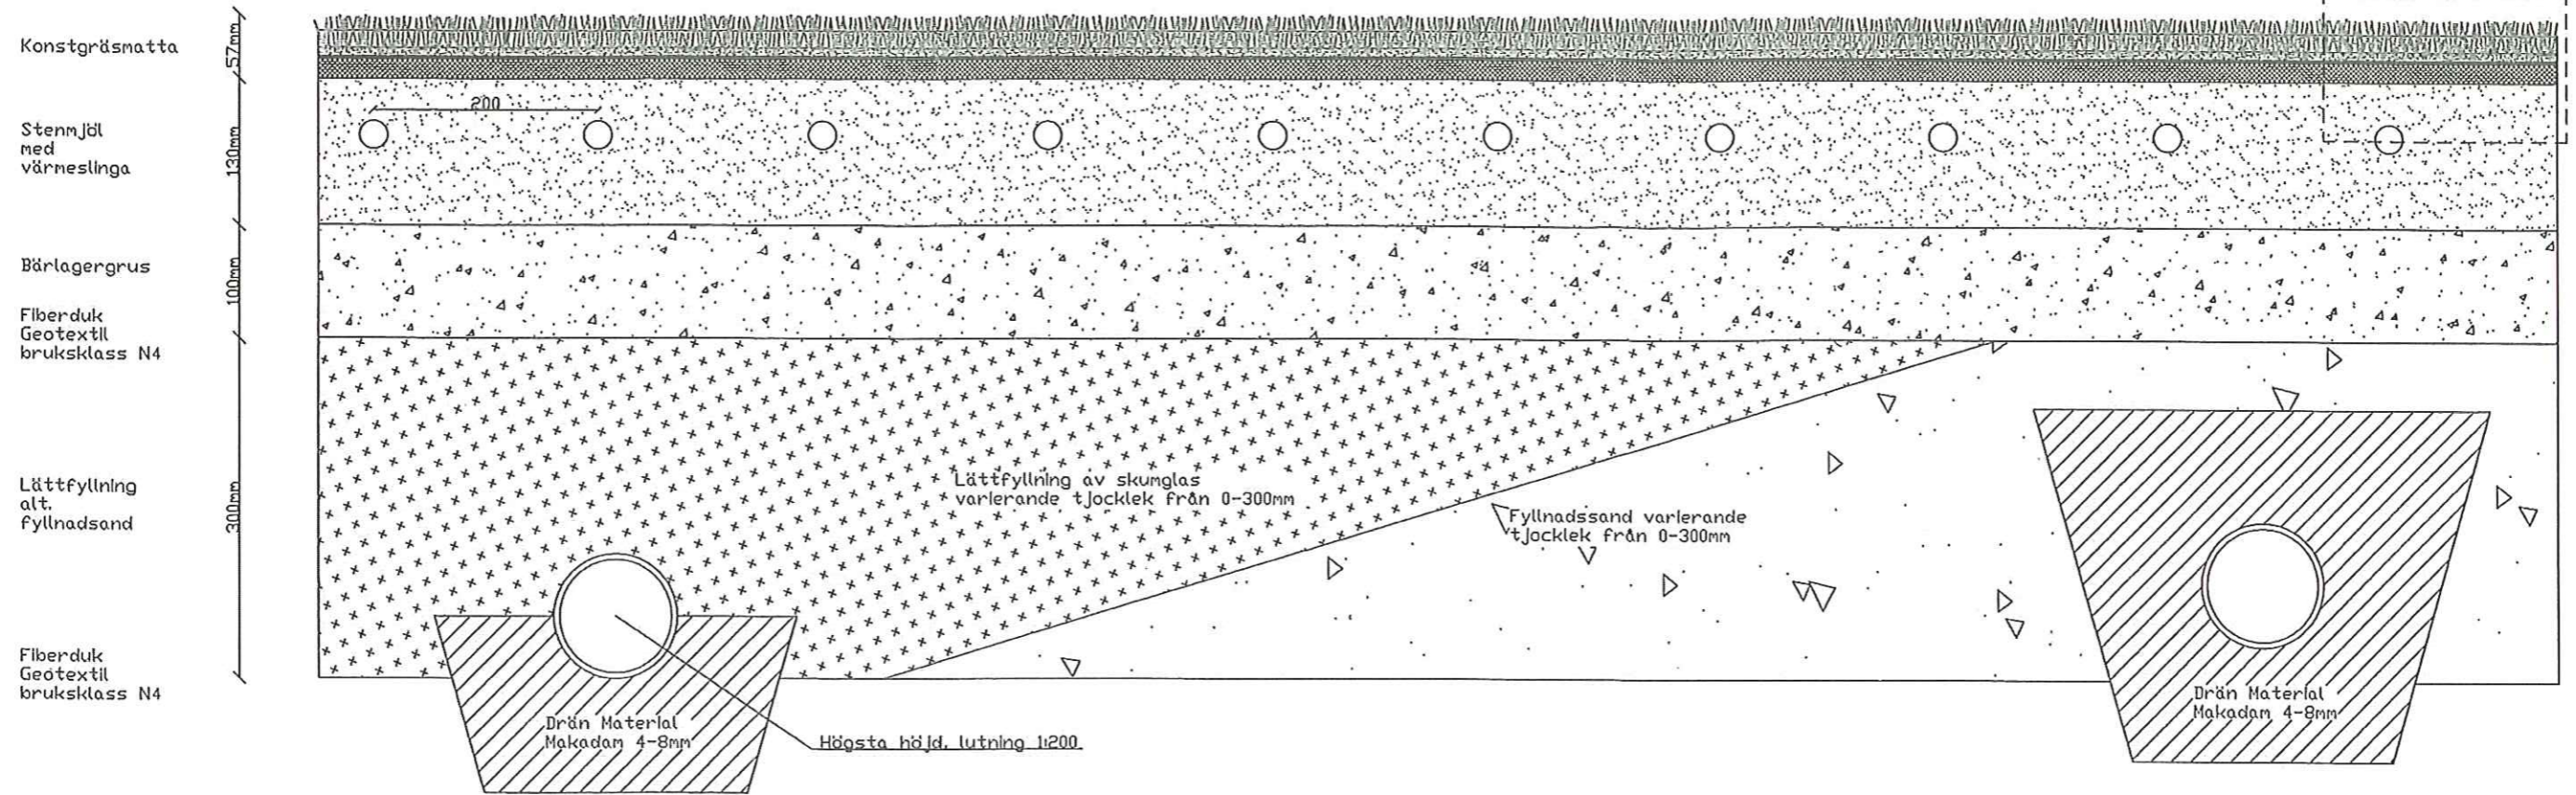 Konstgräsmatta
57mm
Stenmjöl
med
värmeslinga
130mm
200
Bärlagergrus
100mm
Fiberduk
Geotextil
bruksklass N4
Lättfyllning
alt.
fyllnadsand
300mm
Lättfyllning av skumglas
varierande tjocklek från 0-300mm
Fyllnadssand varierande
tjocklek från 0-300mm
Fiberduk
Geotextil
bruksklass N4
Drän Material
Makadam 4-8mm
Högsta höjd, lutning 1:200
Drän Material
Makadam 4-8mm